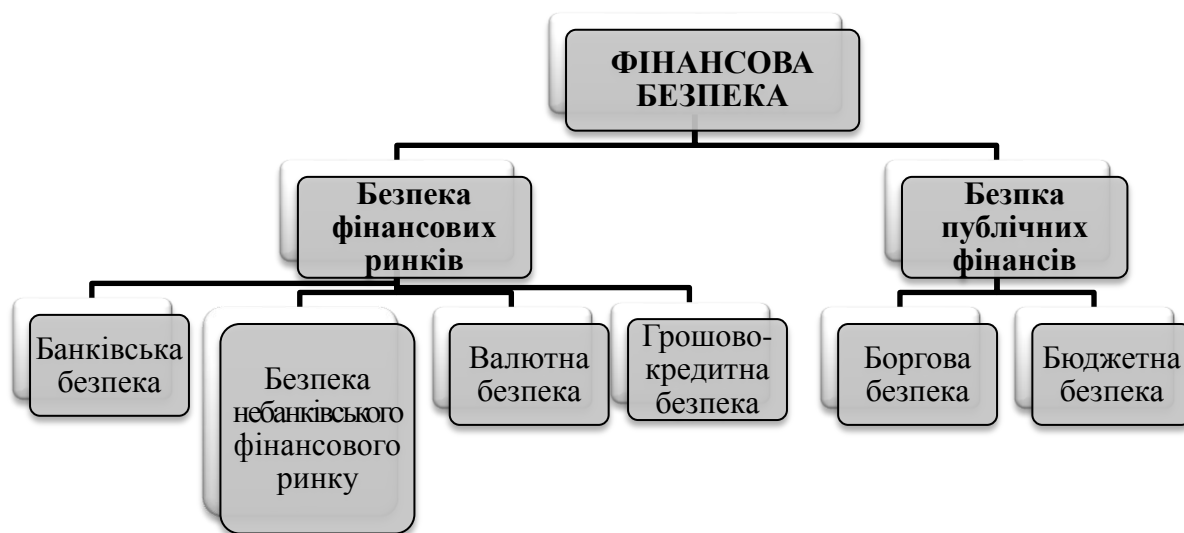 ФІНАНСОВА
БЕЗПЕКА
Безпека
фінансових
ринків
Безпка
публічних
фінансів
Банківська
безпека
Безпека
небанківського
фінансового
ринку
Валютна
безпека
Грошово-
кредитна
безпека
Боргова
безпека
Бюджетна
безпека